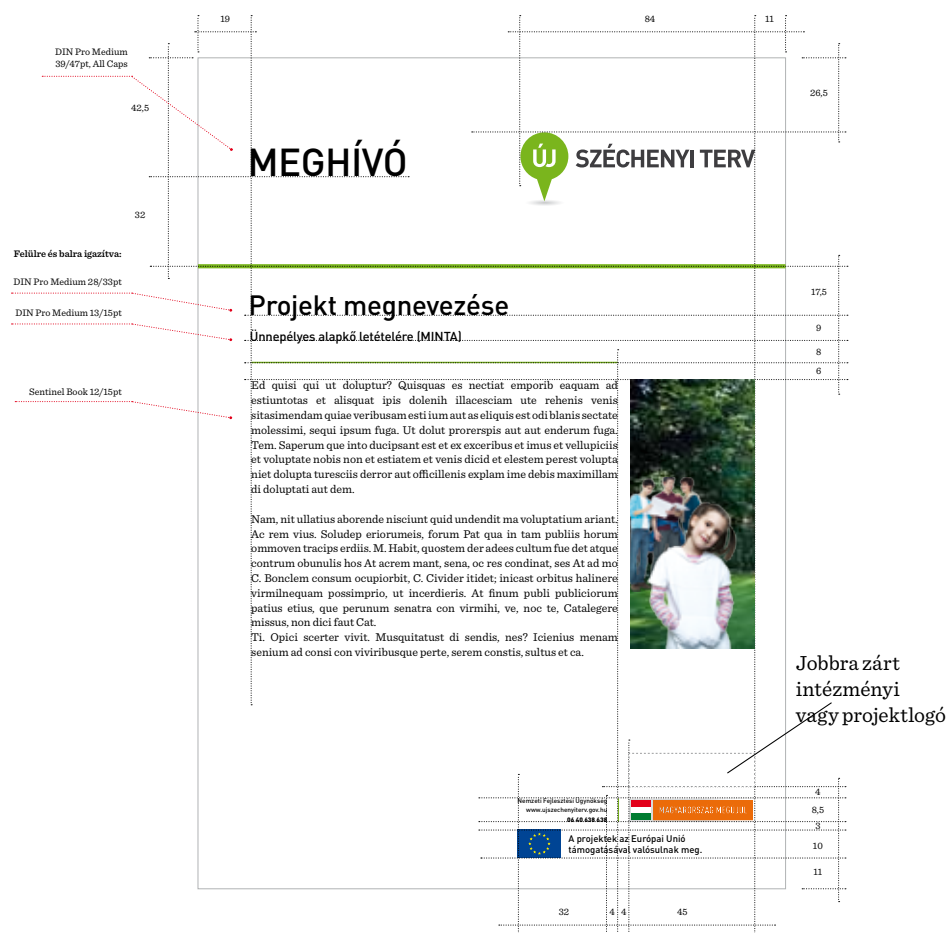 19
84
11
DIN Pro Medium
39/47pt, All Caps
26,5
42,5
MEGHÍVÓ
ÚJ SZÉCHENYI TERV
32
Felülre és balra igazítva:
DIN Pro Medium 28/33pt
17,5
Projekt megnevezése
DIN Pro Medium 13/15pt
9
Ünnepélyes alapkő letételére (MINTA)
8
6
Sentinel Book 12/15pt
Ed quisi qui ut doluptur? Quisquas es nectiat emporib eaquam ad
estiuntotas et alisquat ipis dolenih illacesciam ute rehenis venis
sitasimendam quiae veribusam esti ium aut as eliquis est odi blanis sectate
molessimi, sequi ipsum fuga. Ut dolut prorerspis aut aut enderum fuga.
Tem. Saperum que into ducipsant est et ex exceribus et imus et vellupiciis
et voluptate nobis non et estiatem et venis dicid et elestem perest volupta
niet dolupta turesciis derror aut officillenis explam ime debis maximillam
di doluptati aut dem.
Nam, nit ullatius aborende nisciunt quid undendit ma voluptatium ariant.
Ac rem vius. Soludep eriorumeis, forum Pat qua in tam publiis horum
ommoven tracips erdiis. M. Habit, quostem der adees cultum fue det atque
contrum obunulis hos At acrem mant, sena, oc res condinat, ses At ad mo
C. Bonclem consum ocupiorbit, C. Civider itidet; inicast orbitus halinere
virmilnequam possimprio, ut incerdieris. At finum publi publiciorum
patius etius, que perunum senatra con virmihi, ve, noc te, Catalegere
missus, non dici faut Cat.
Ti. Opici scerter vivit. Musquitatust di sendis, nes? Icienius menam
senium ad consi con viviribusque perte, serem constis, sultus et ca.
Jobbra zárt
intézményi
vagy projektlogó
4
Nemzeti Fejlesztési Ügynökség
www.ujszechenyiterv.gov.hu
06 40 638 638
MAGYARORSZÁG MEGÚJUL
8,5
3
A projektek az Európai Unió
támogatásával valósulnak meg.
10
11
32
4
4
45